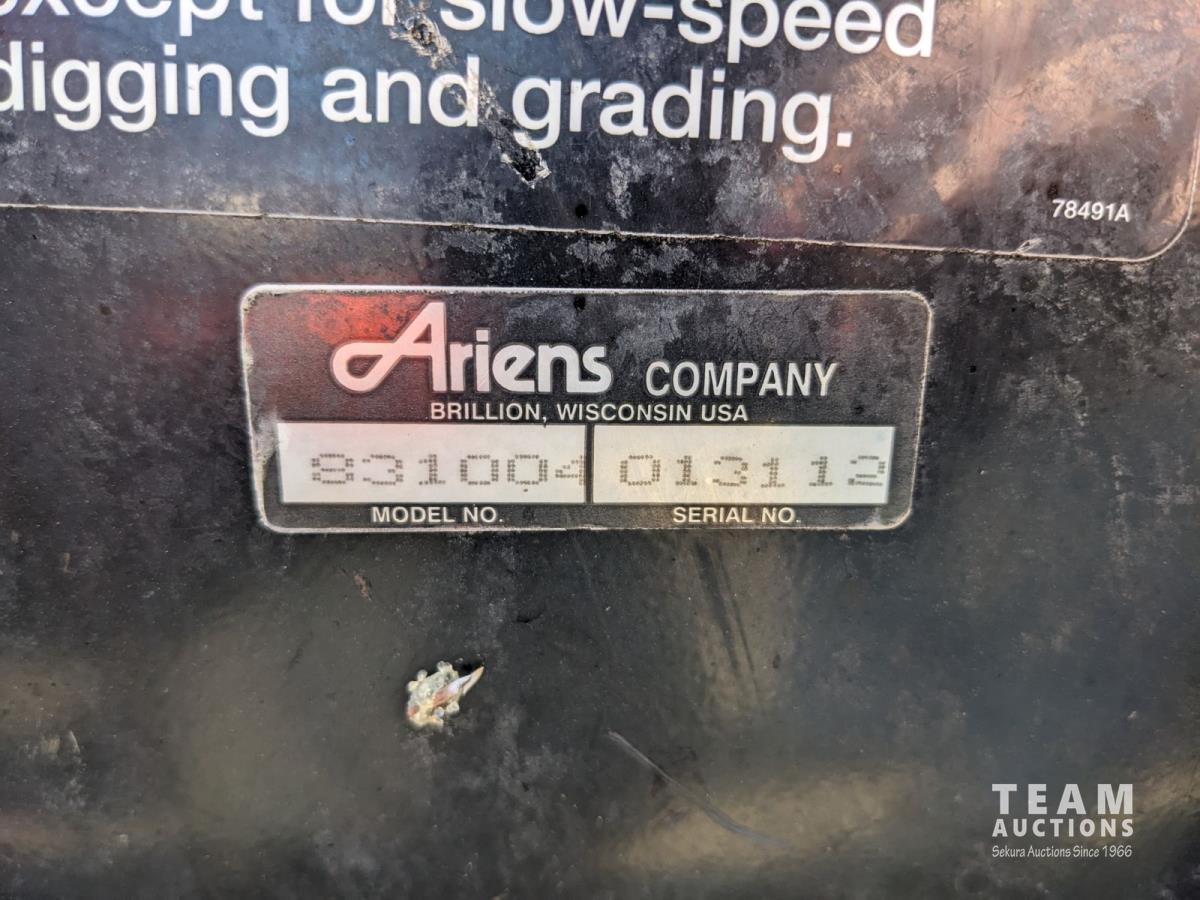 except for slow-speed
digging and grading.
78491A
Ariens COMPANY
BRILLION, WISCONSIN USA
831004 013112
MODEL NO. SERIAL NO.
TEAM
AUCTIONS
Sekura Auctions Since 1966